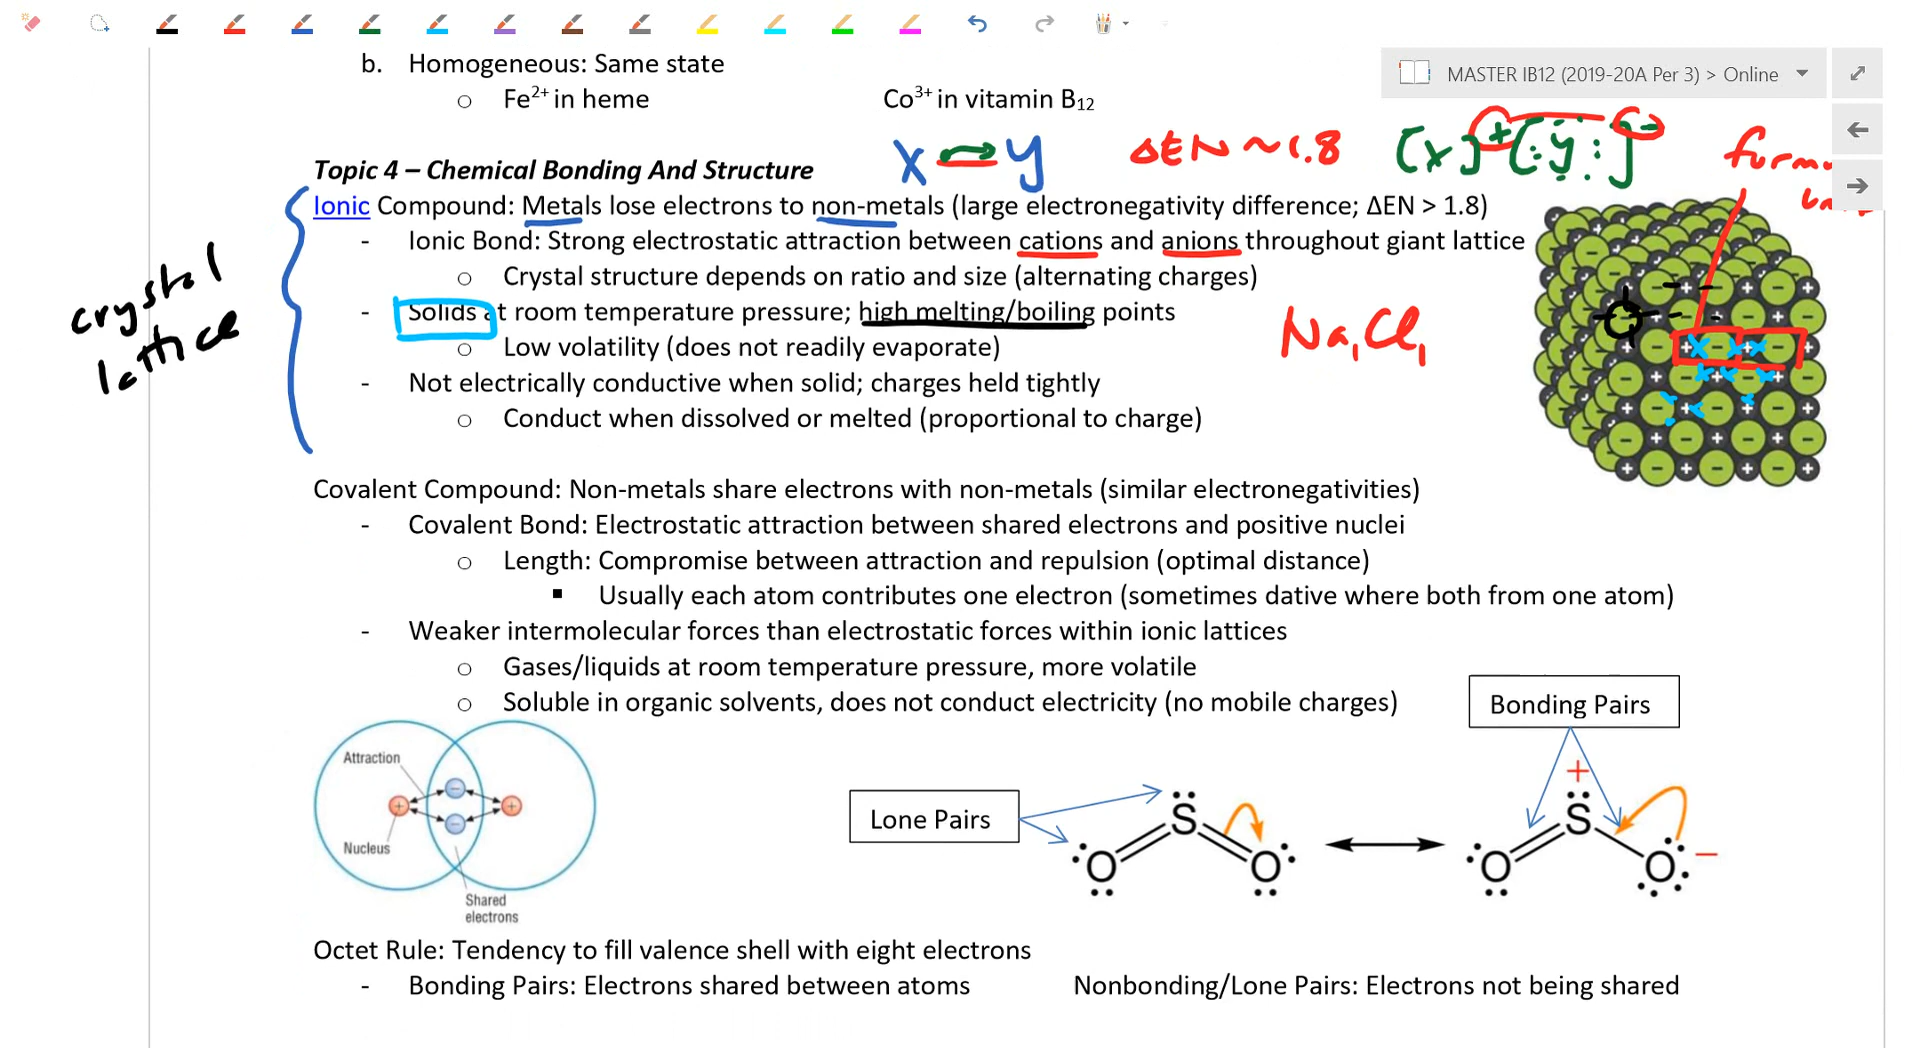 b. Homogeneous: Same state
MASTER IB12 (2019-20A Per 3) > Online
○ Fe²⁺ in heme Co³⁺ in vitamin B₁₂
X Y ΔEN ~1.8 [X]⁺[:Y:]⁻
Topic 4 – Chemical Bonding And Structure
Ionic Compound: Metals lose electrons to non-metals (large electronegativity difference; ΔEN > 1.8)
- Ionic Bond: Strong electrostatic attraction between cations and anions throughout giant lattice
○ Crystal structure depends on ratio and size (alternating charges)
crystal
lattice
- Solids at room temperature pressure; high melting/boiling points
Na₁Cl₁
○ Low volatility (does not readily evaporate)
- Not electrically conductive when solid; charges held tightly
○ Conduct when dissolved or melted (proportional to charge)
Covalent Compound: Non-metals share electrons with non-metals (similar electronegativities)
- Covalent Bond: Electrostatic attraction between shared electrons and positive nuclei
○ Length: Compromise between attraction and repulsion (optimal distance)
▪ Usually each atom contributes one electron (sometimes dative where both from one atom)
- Weaker intermolecular forces than electrostatic forces within ionic lattices
○ Gases/liquids at room temperature pressure, more volatile
○ Soluble in organic solvents, does not conduct electricity (no mobile charges)
Bonding Pairs
Attraction
Nucleus
Shared
electrons
Lone Pairs
S
O O
+
S
O O −
Octet Rule: Tendency to fill valence shell with eight electrons
- Bonding Pairs: Electrons shared between atoms Nonbonding/Lone Pairs: Electrons not being shared